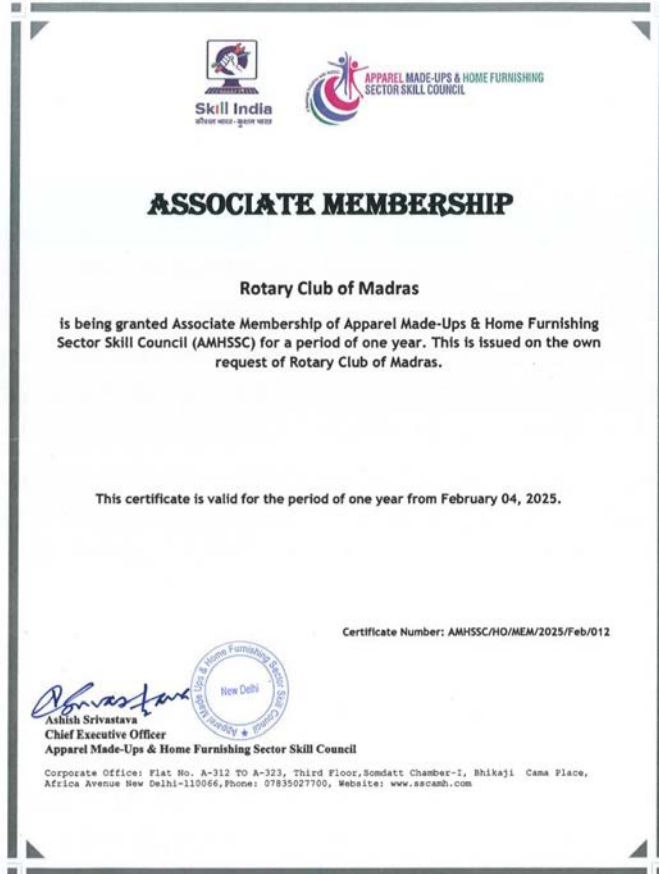 Skill India
कौशल भारत - कुशल भारत
APPAREL MADE-UPS & HOME FURNISHING
SECTOR SKILL COUNCIL
ASSOCIATE MEMBERSHIP
Rotary Club of Madras
is being granted Associate Membership of Apparel Made-Ups & Home Furnishing
Sector Skill Council (AMHSSC) for a period of one year. This is issued on the own
request of Rotary Club of Madras.
This certificate is valid for the period of one year from February 04, 2025.
Certificate Number: AMHSSC/HO/MEM/2025/Feb/012
Apparel Made Ups & Home Furnishing Sector Skill Council
New Delhi
Ashish Srivastava
Chief Executive Officer
Apparel Made-Ups & Home Furnishing Sector Skill Council
Corporate Office: Flat No. A-312 TO A-323, Third Floor,Somdatt Chamber-I, Bhikaji Cama Place,
Africa Avenue New Delhi-110066,Phone: 07835027700, Website: www.sscamh.com